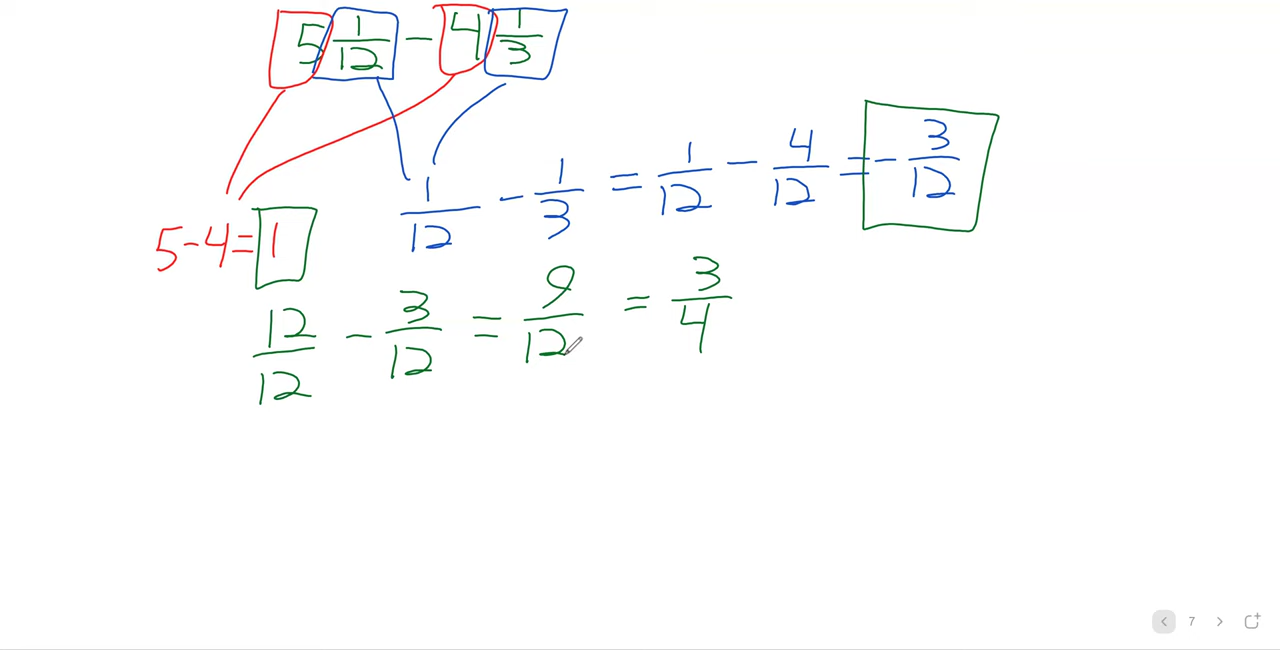 5 1/12 - 4 1/3
1/12 - 1/3 = 1/12 - 4/12 = - 3/12
5-4=1
12/12 - 3/12 = 9/12 = 3/4
7